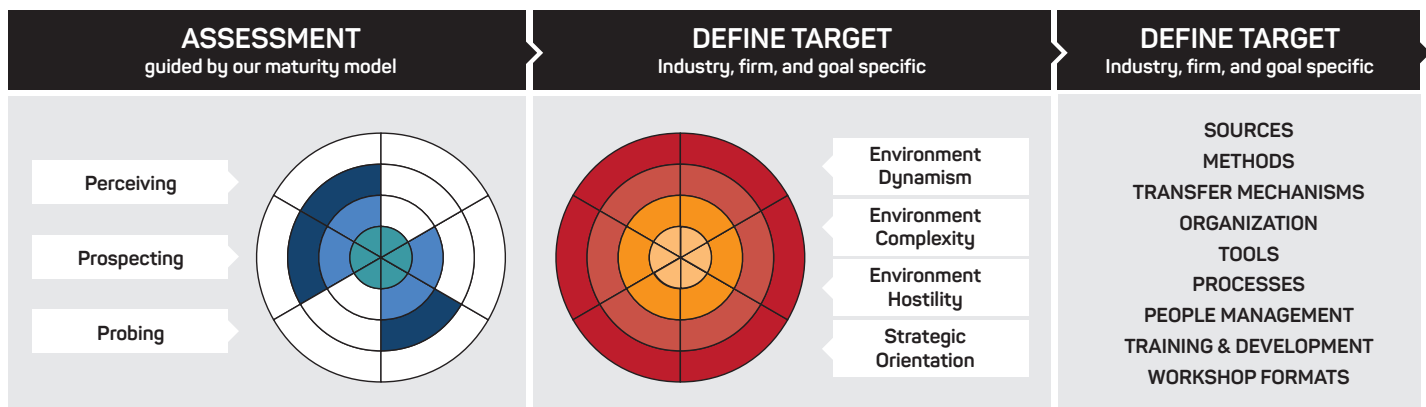 ASSESSMENT
guided by our maturity model
Perceiving
Prospecting
Probing
DEFINE TARGET
Industry, firm, and goal specific
Environment
Dynamism
Environment
Complexity
Environment
Hostility
Strategic
Orientation
DEFINE TARGET
Industry, firm, and goal specific
SOURCES
METHODS
TRANSFER MECHANISMS
ORGANIZATION
TOOLS
PROCESSES
PEOPLE MANAGEMENT
TRAINING & DEVELOPMENT
WORKSHOP FORMATS